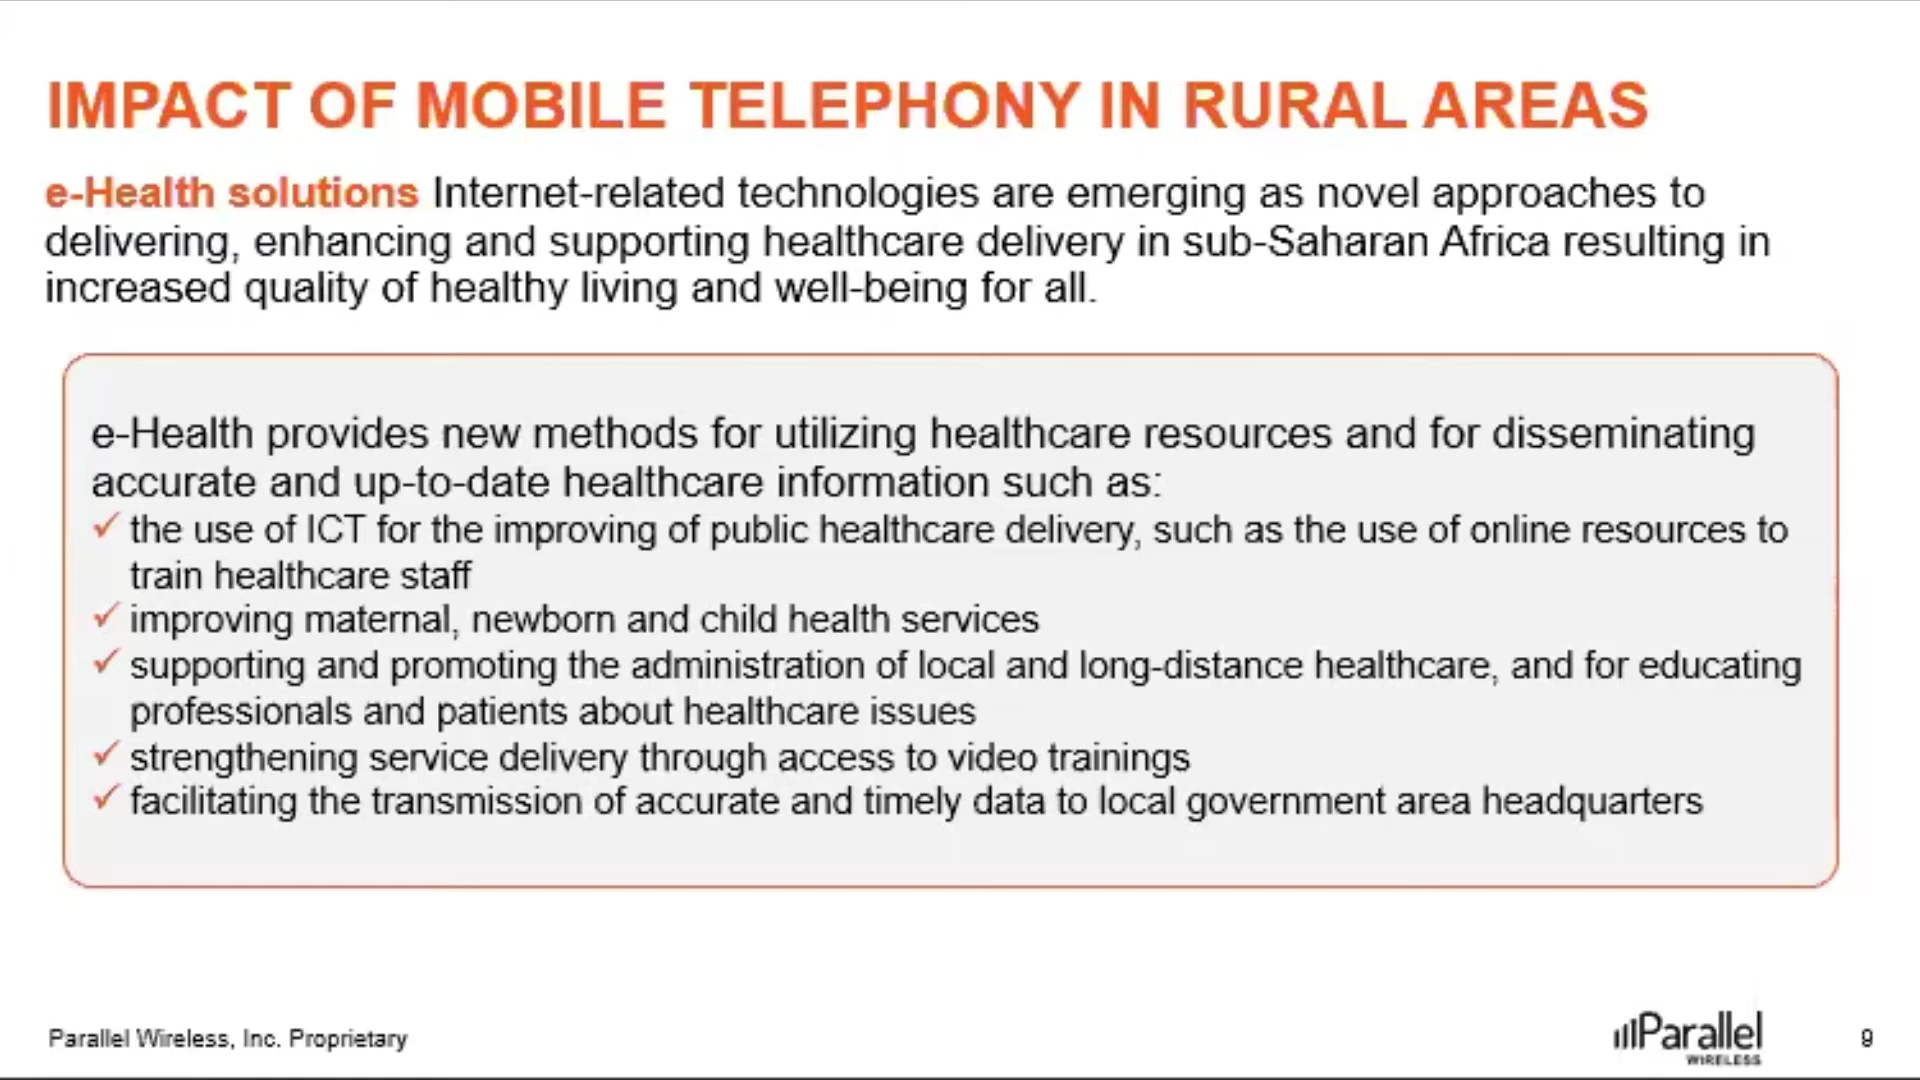 IMPACT OF MOBILE TELEPHONY IN RURAL AREAS
e-Health solutions Internet-related technologies are emerging as novel approaches to
delivering, enhancing and supporting healthcare delivery in sub-Saharan Africa resulting in
increased quality of healthy living and well-being for all.
e-Health provides new methods for utilizing healthcare resources and for disseminating
accurate and up-to-date healthcare information such as:
✓ the use of ICT for the improving of public healthcare delivery, such as the use of online resources to
train healthcare staff
✓ improving maternal, newborn and child health services
✓ supporting and promoting the administration of local and long-distance healthcare, and for educating
professionals and patients about healthcare issues
✓ strengthening service delivery through access to video trainings
✓ facilitating the transmission of accurate and timely data to local government area headquarters
Parallel Wireless, Inc. Proprietary
Parallel
WIRELESS
9